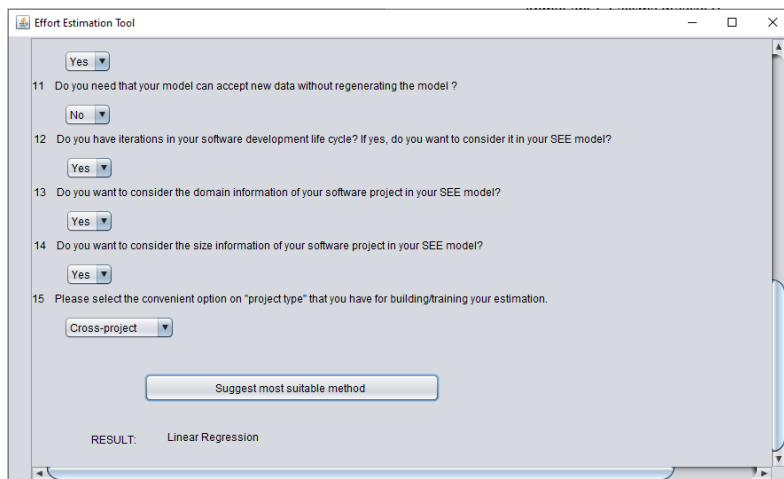 Effort Estimation Tool
Yes
11 Do you need that your model can accept new data without regenerating the model ?
No
12 Do you have iterations in your software development life cycle? If yes, do you want to consider it in your SEE model?
Yes
13 Do you want to consider the domain information of your software project in your SEE model?
Yes
14 Do you want to consider the size information of your software project in your SEE model?
Yes
15 Please select the convenient option on "project type" that you have for building/training your estimation.
Cross-project
Suggest most suitable method
RESULT: Linear Regression